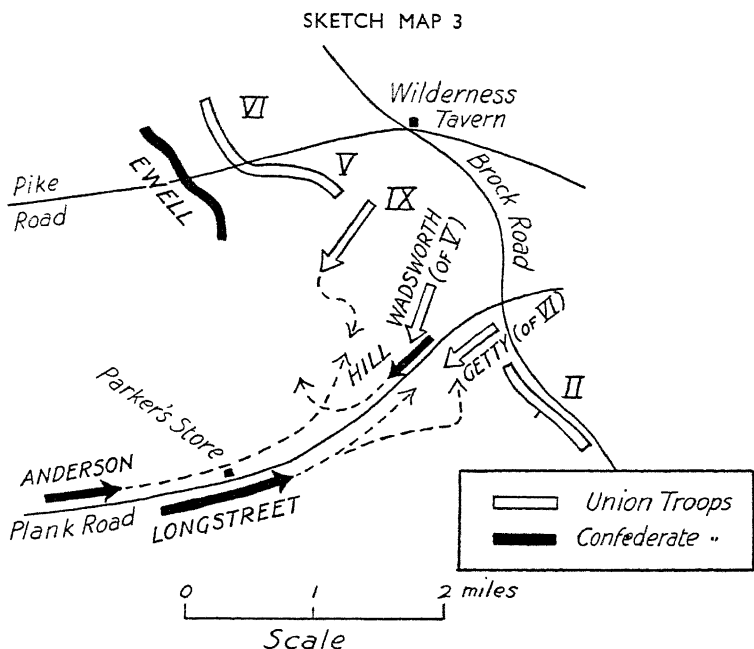 SKETCH MAP 3
VI
Wilderness
Tavern
EWELL
V
Pike
Road
IX
Brock Road
WADSWORTH
(OF V)
HILL
GETTY (OF VI)
II
Parker's Store
ANDERSON
Plank Road
LONGSTREET
Union Troops
Confederate "
0 1 2 miles
Scale